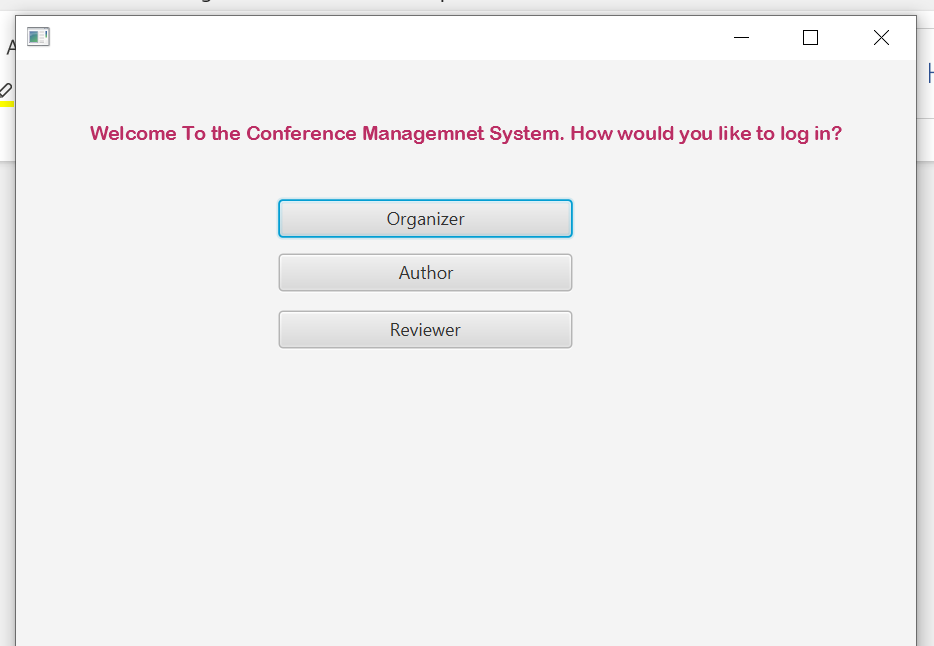 Welcome To the Conference Managemnet System. How would you like to log in?
Organizer
Author
Reviewer